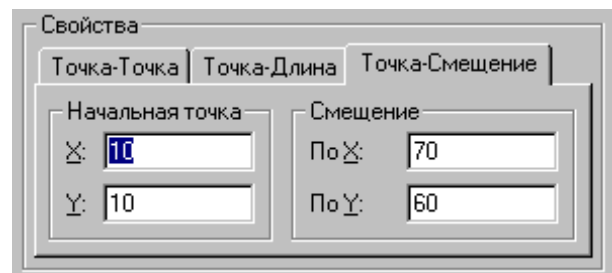 Свойства
Точка-Точка Точка-Длина Точка-Смещение
Начальная точка Смещение
X: 10 По X: 70
Y: 10 По Y: 60